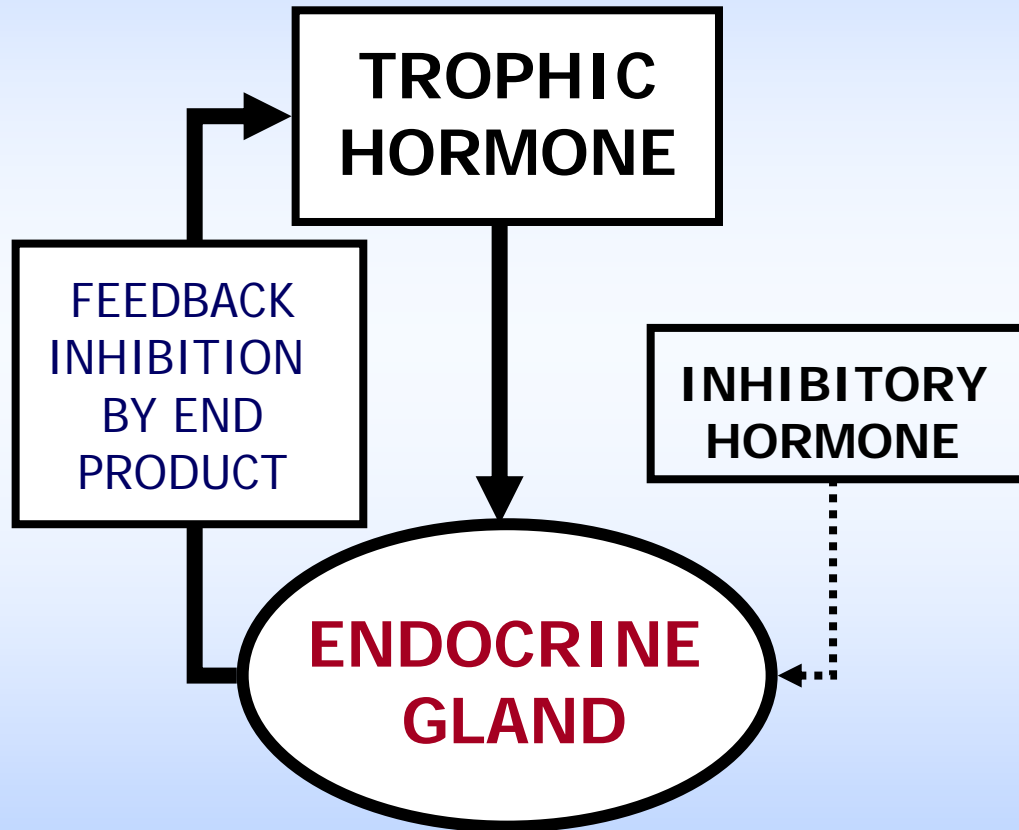 TROPHIC
HORMONE
FEEDBACK
INHIBITION
BY END
PRODUCT
INHIBITORY
HORMONE
ENDOCRINE
GLAND